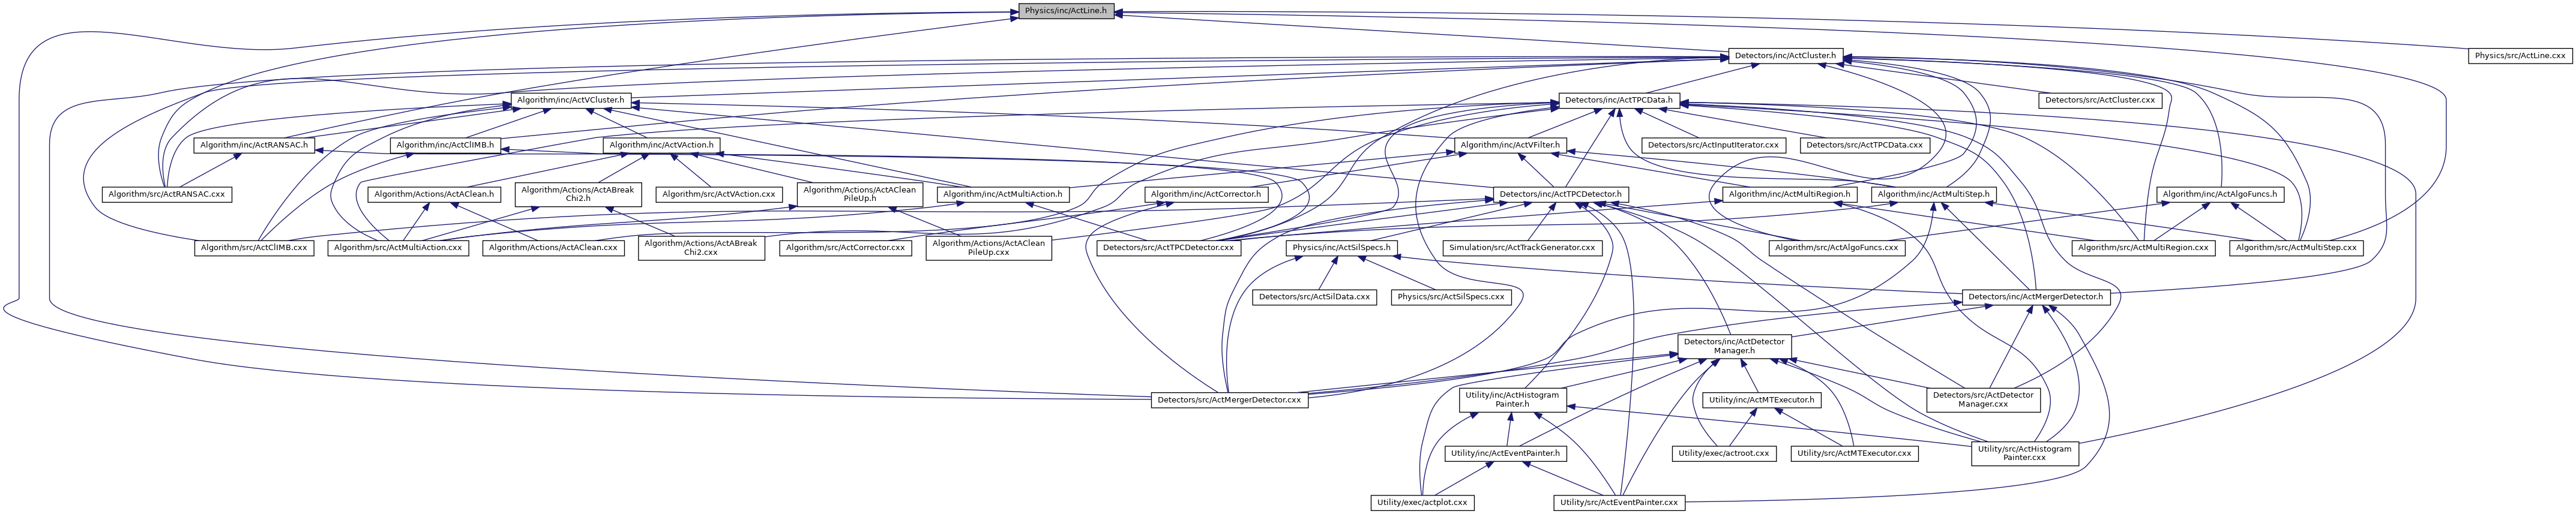 Physics/inc/ActLine.h
Detectors/inc/ActCluster.h
Physics/src/ActLine.cxx
Algorithm/inc/ActVCluster.h
Detectors/inc/ActTPCData.h
Detectors/src/ActCluster.cxx
Algorithm/inc/ActRANSAC.h
Algorithm/inc/ActClIMB.h
Algorithm/inc/ActVAction.h
Algorithm/inc/ActVFilter.h
Detectors/src/ActInputIterator.cxx
Detectors/src/ActTPCData.cxx
Algorithm/src/ActRANSAC.cxx
Algorithm/Actions/ActAClean.h
Algorithm/Actions/ActABreak
Chi2.h
Algorithm/src/ActVAction.cxx
Algorithm/Actions/ActAClean
PileUp.h
Algorithm/inc/ActMultiAction.h
Algorithm/inc/ActCorrector.h
Detectors/inc/ActTPCDetector.h
Algorithm/inc/ActMultiRegion.h
Algorithm/inc/ActMultiStep.h
Algorithm/inc/ActAlgoFuncs.h
Algorithm/src/ActClIMB.cxx
Algorithm/src/ActMultiAction.cxx
Algorithm/Actions/ActAClean.cxx
Algorithm/Actions/ActABreak
Chi2.cxx
Algorithm/src/ActCorrector.cxx
Algorithm/Actions/ActAClean
PileUp.cxx
Detectors/src/ActTPCDetector.cxx
Physics/inc/ActSilSpecs.h
Simulation/src/ActTrackGenerator.cxx
Algorithm/src/ActAlgoFuncs.cxx
Algorithm/src/ActMultiRegion.cxx
Algorithm/src/ActMultiStep.cxx
Detectors/src/ActSilData.cxx
Physics/src/ActSilSpecs.cxx
Detectors/inc/ActMergerDetector.h
Detectors/inc/ActDetector
Manager.h
Detectors/src/ActMergerDetector.cxx
Utility/inc/ActHistogram
Painter.h
Utility/inc/ActMTExecutor.h
Detectors/src/ActDetector
Manager.cxx
Utility/inc/ActEventPainter.h
Utility/exec/actroot.cxx
Utility/src/ActMTExecutor.cxx
Utility/src/ActHistogram
Painter.cxx
Utility/exec/actplot.cxx
Utility/src/ActEventPainter.cxx